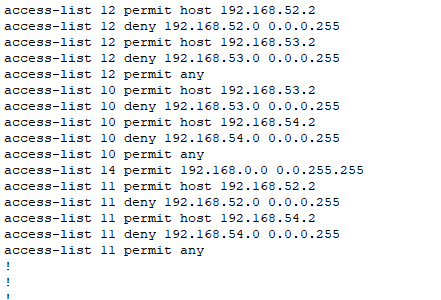 access-list 12 permit host 192.168.52.2
access-list 12 deny 192.168.52.0 0.0.0.255
access-list 12 permit host 192.168.53.2
access-list 12 deny 192.168.53.0 0.0.0.255
access-list 12 permit any
access-list 10 permit host 192.168.53.2
access-list 10 deny 192.168.53.0 0.0.0.255
access-list 10 permit host 192.168.54.2
access-list 10 deny 192.168.54.0 0.0.0.255
access-list 10 permit any
access-list 14 permit 192.168.0.0 0.0.255.255
access-list 11 permit host 192.168.52.2
access-list 11 deny 192.168.52.0 0.0.0.255
access-list 11 permit host 192.168.54.2
access-list 11 deny 192.168.54.0 0.0.0.255
access-list 11 permit any
!
!
!